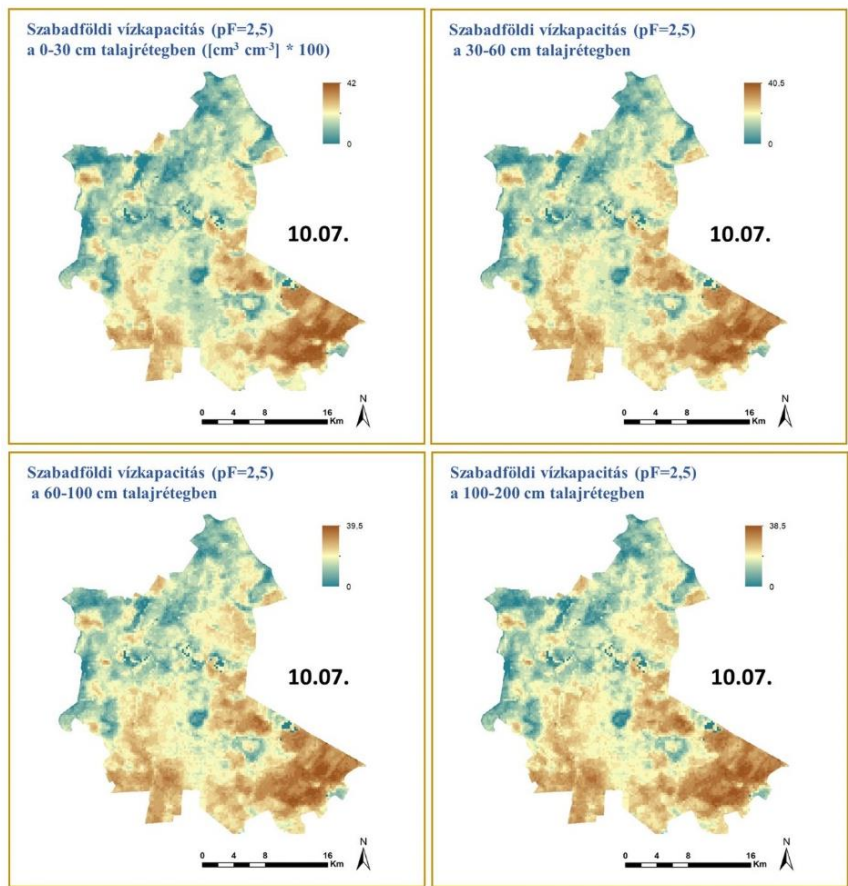 Szabadföldi vízkapacitás (pF=2,5)
a 0-30 cm talajrétegben ([cm³ cm⁻³] * 100)
42
0
10.07.
N
0 4 8 16
Km
Szabadföldi vízkapacitás (pF=2,5)
a 30-60 cm talajrétegben
40.5
0
10.07.
N
0 4 8 16
Km
Szabadföldi vízkapacitás (pF=2,5)
a 60-100 cm talajrétegben
39.5
0
10.07.
N
0 4 8 16
Km
Szabadföldi vízkapacitás (pF=2,5)
a 100-200 cm talajrétegben
38.5
0
10.07.
N
0 4 8 16
Km